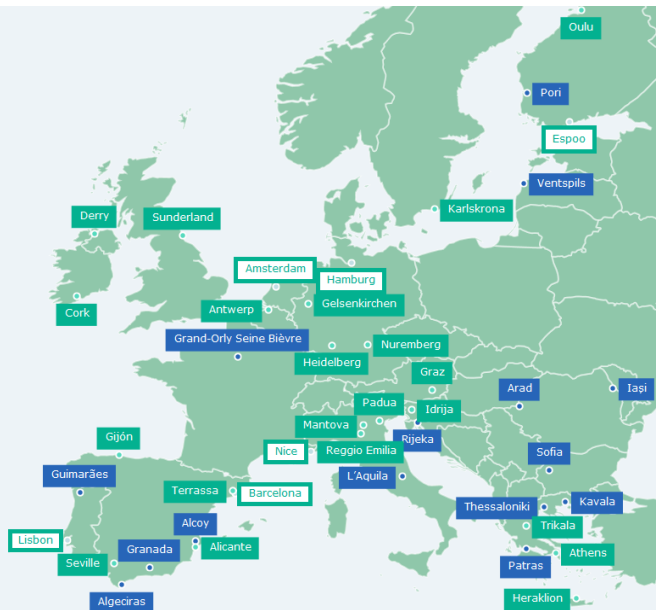 Oulu
Pori
Espoo
Ventspils
Karlskrona
Derry
Sunderland
Amsterdam
Hamburg
Cork
Antwerp
Gelsenkirchen
Grand-Orly Seine Bièvre
Nuremberg
Heidelberg
Graz
Arad
Iași
Padua
Idrija
Mantova
Rijeka
Gijón
Nice
Reggio Emilia
Sofia
Guimarães
Terrassa
Barcelona
L'Aquila
Thessaloniki
Kavala
Alcoy
Trikala
Lisbon
Granada
Alicante
Seville
Athens
Patras
Algeciras
Heraklion